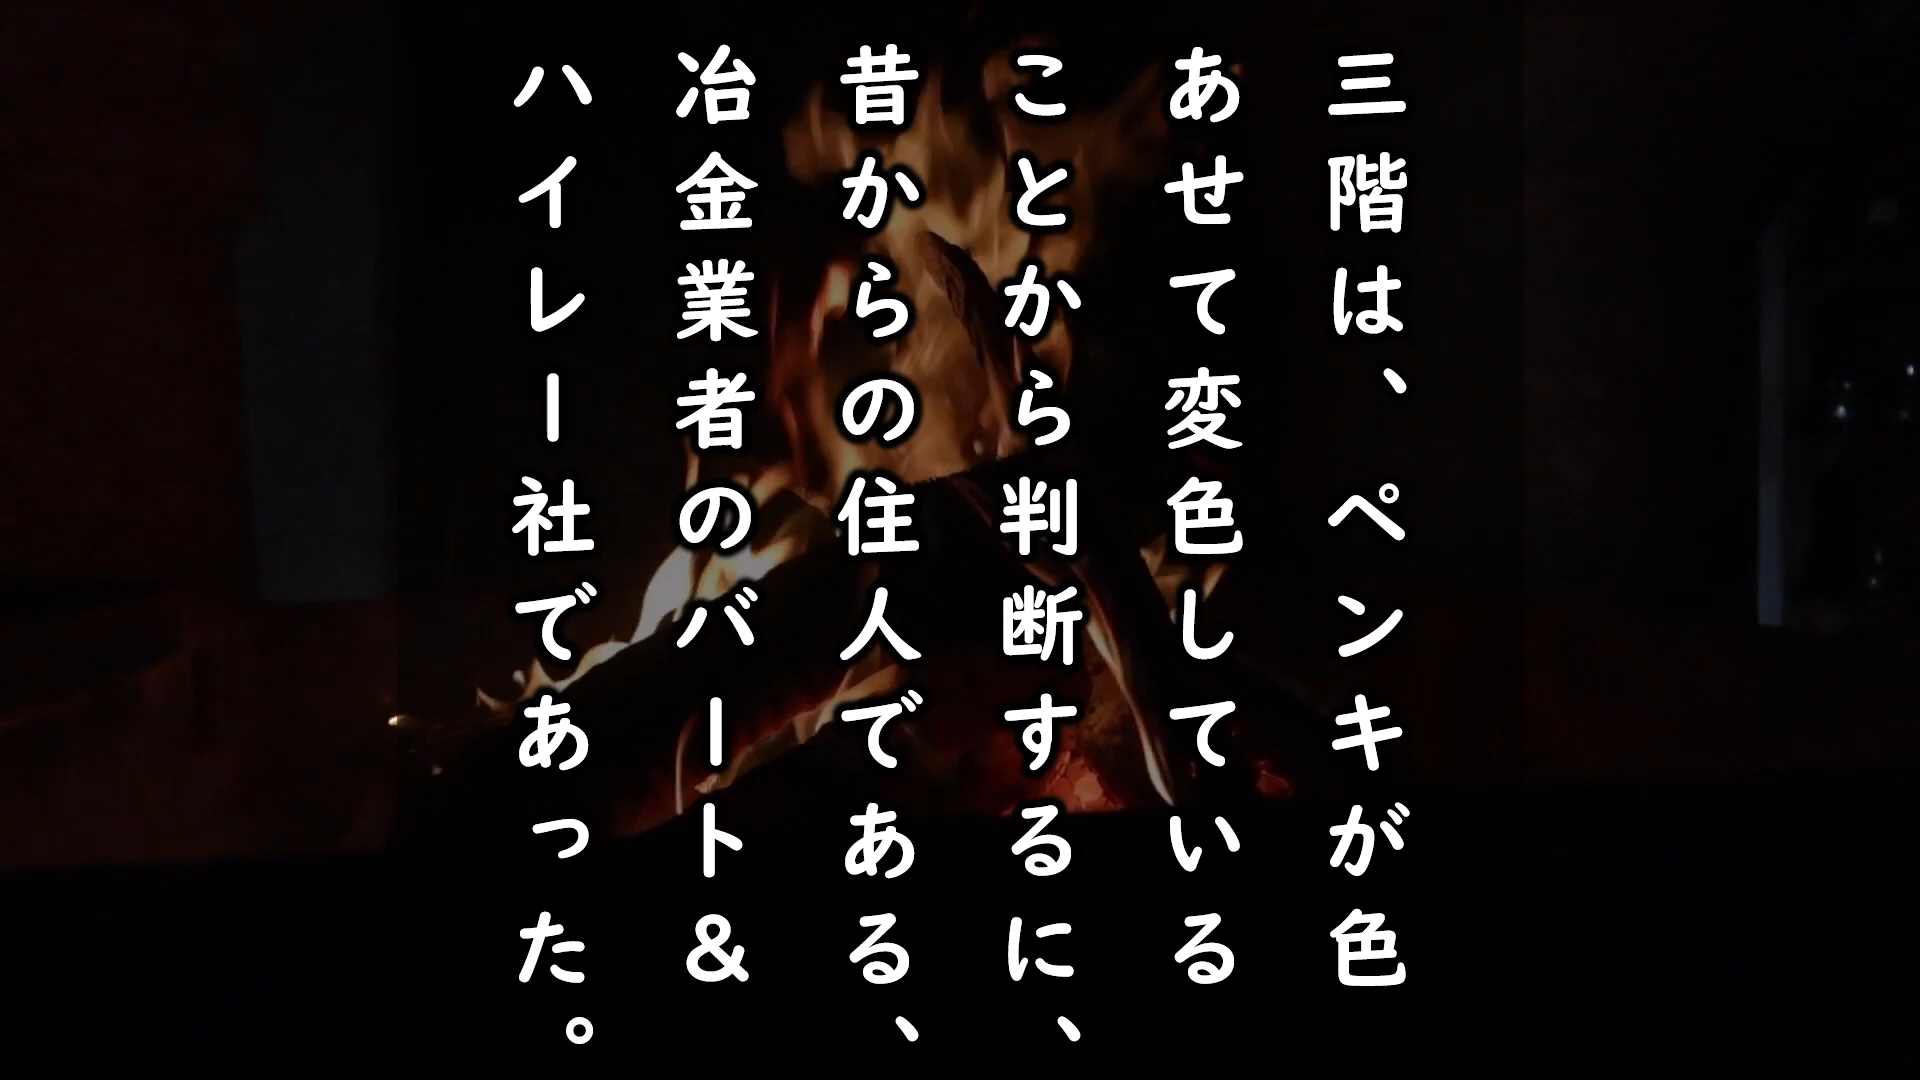 三階は、ペンキが色
あせて変色している
ことから判断するに、
昔からの住人である、
冶金業者のバート＆
ハイレー社であった。